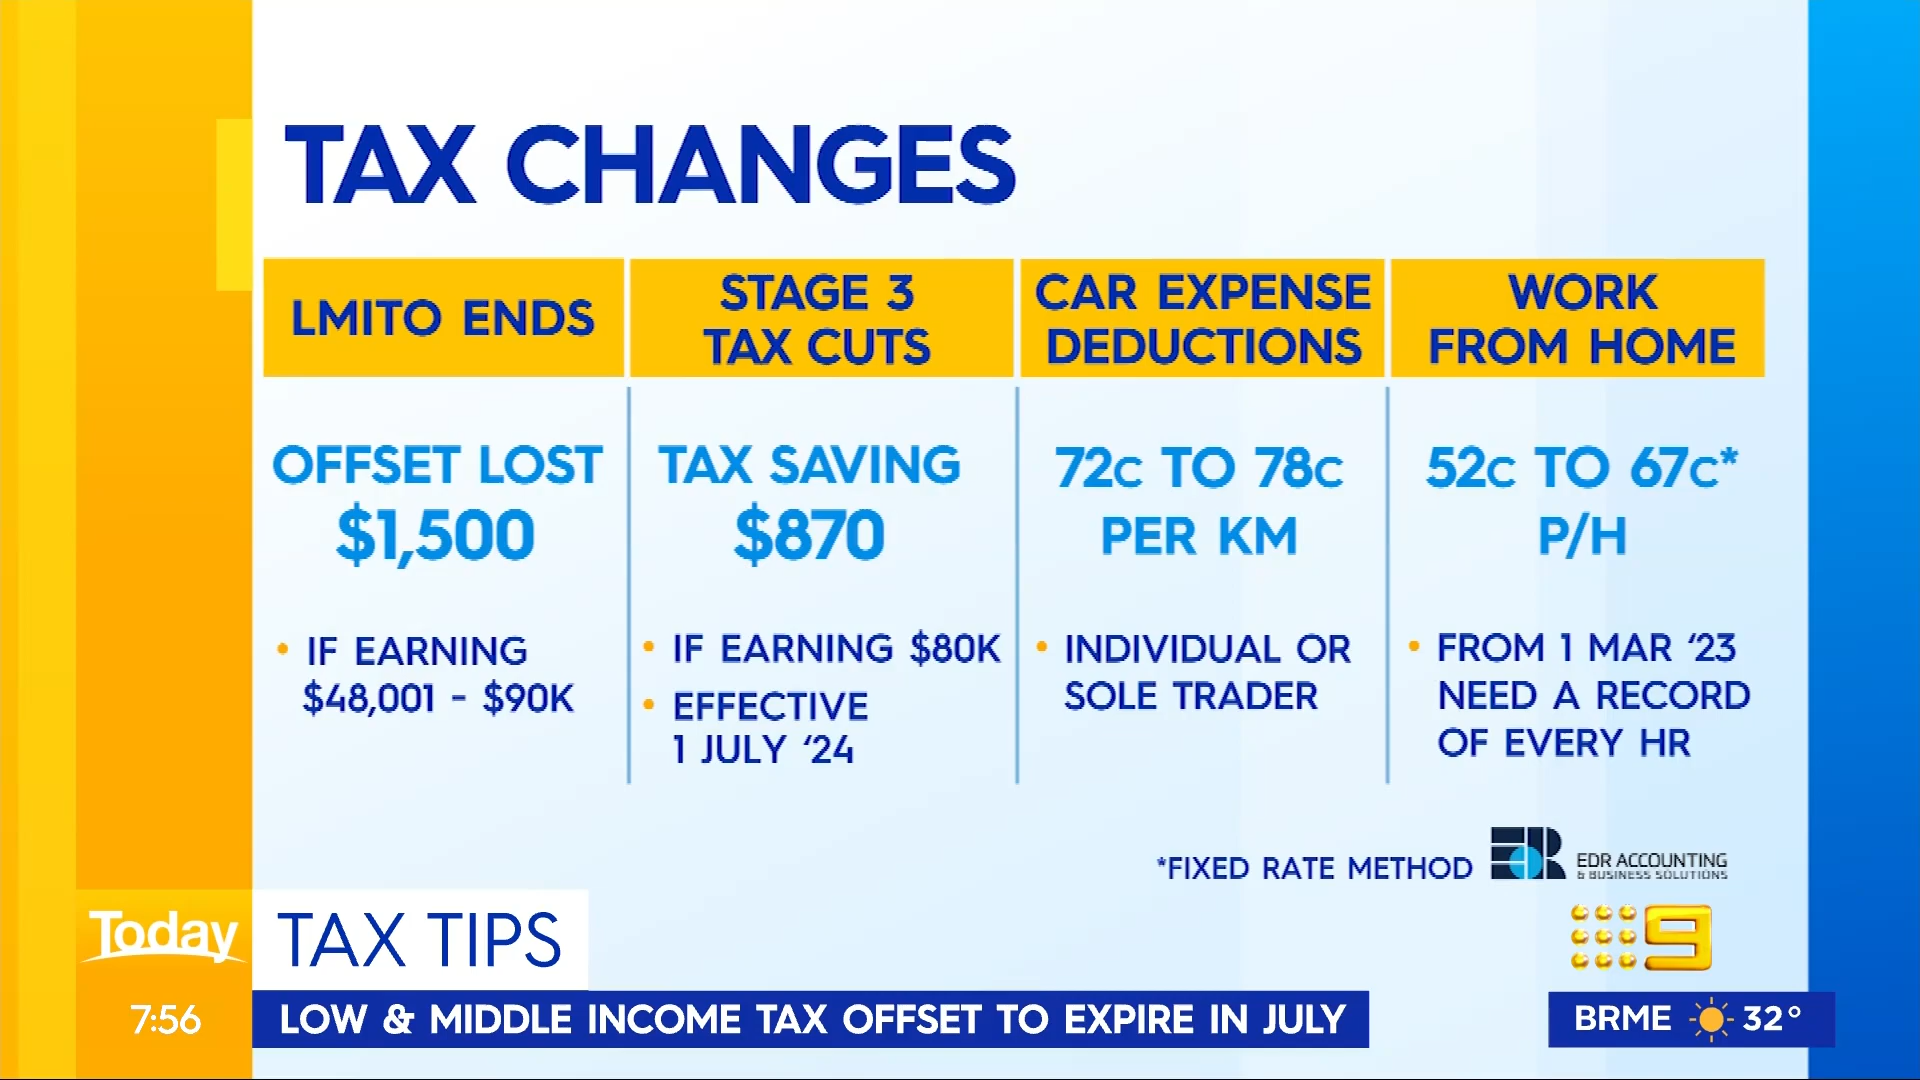 TAX CHANGES
LMITO ENDS
OFFSET LOST
$1,500
• IF EARNING
$48,001 - $90K
STAGE 3
TAX CUTS
TAX SAVING
$870
• IF EARNING $80K
• EFFECTIVE
1 JULY ‘24
CAR EXPENSE
DEDUCTIONS
72C TO 78C
PER KM
• INDIVIDUAL OR
SOLE TRADER
WORK
FROM HOME
52C TO 67C*
P/H
• FROM 1 MAR ‘23
NEED A RECORD
OF EVERY HR
*FIXED RATE METHOD
EDR ACCOUNTING
& BUSINESS SOLUTIONS
9
Today
TAX TIPS
7:56
LOW & MIDDLE INCOME TAX OFFSET TO EXPIRE IN JULY
BRME 32°